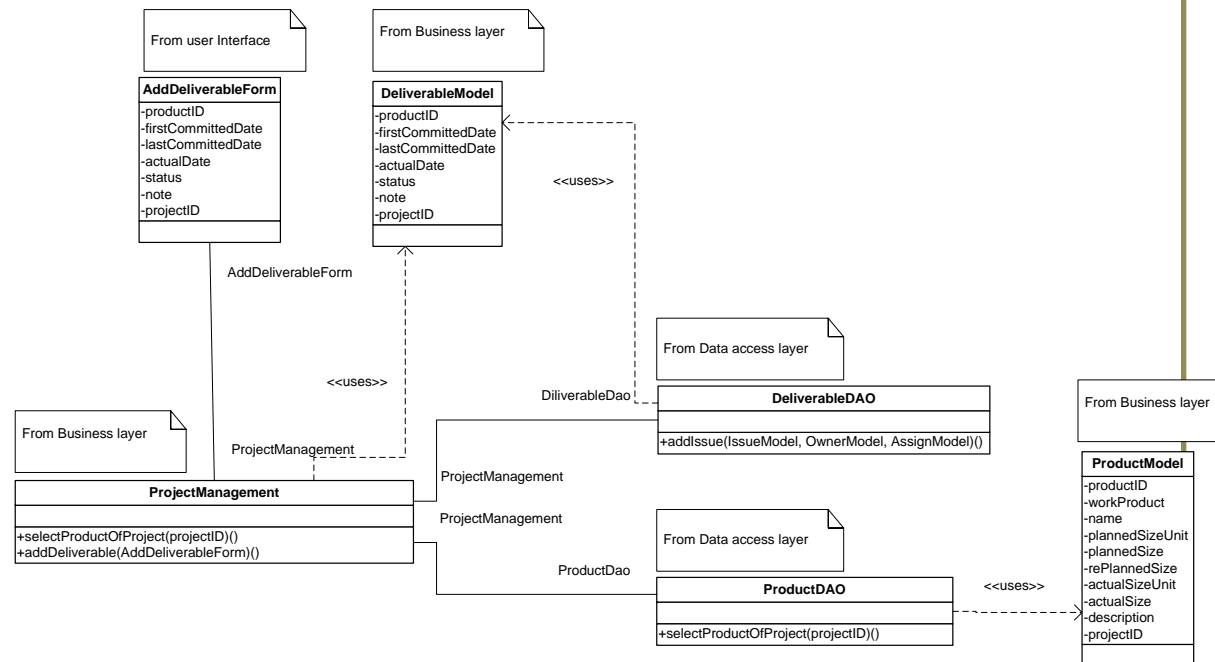 From user Interface
AddDeliverableForm
-productID
-firstCommittedDate
-lastCommittedDate
-actualDate
-status
-note
-projectID
From Business layer
DeliverableModel
-productID
-firstCommittedDate
-lastCommittedDate
-actualDate
-status
-note
-projectID
<<uses>>
AddDeliverableForm
<<uses>>
From Data access layer
DiliverableDao
DeliverableDAO
+addIssue(IssueModel, OwnerModel, AssignModel)()
From Business layer
ProjectManagement
ProjectManagement
+selectProductOfProject(projectID)()
+addDeliverable(AddDeliverableForm)()
ProjectManagement
ProjectManagement
From Data access layer
ProductDao
ProductDAO
+selectProductOfProject(projectID)()
<<uses>>
From Business layer
ProductModel
-productID
-workProduct
-name
-plannedSizeUnit
-plannedSize
-rePlannedSize
-actualSizeUnit
-actualSize
-description
-projectID